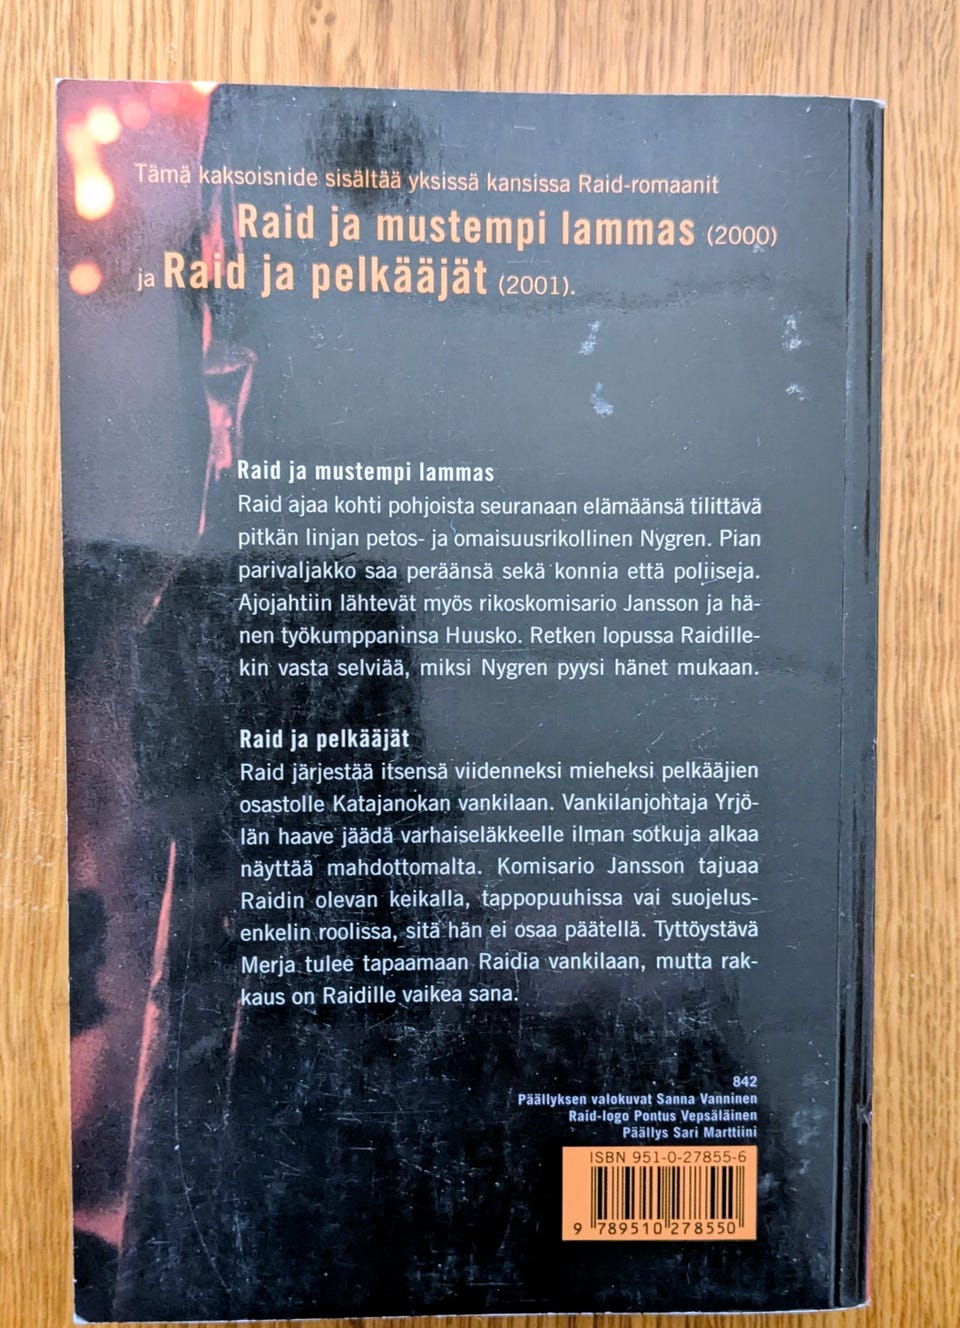 Tämä kaksoisnide sisältää yksissä kansissa Raid-romaanit
Raid ja mustempi lammas (2000)
ja Raid ja pelkääjät (2001).
Raid ja mustempi lammas
Raid ajaa kohti pohjoista seuranaan elämäänsä tilittävä
pitkän linjan petos- ja omaisuusrikollinen Nygren. Pian
parivaljakko saa peräänsä sekä konnia että poliiseja.
Ajojahtiin lähtevät myös rikoskomisario Jansson ja hä-
nen työkumppaninsa Huusko. Retken lopussa Raidille-
kin vasta selviää, miksi Nygren pyysi hänet mukaan.
Raid ja pelkääjät
Raid järjestää itsensä viidenneksi mieheksi pelkääjien
osastolle Katajanokan vankilaan. Vankilanjohtaja Yrjö-
län haave jäädä varhaiseläkkeelle ilman sotkuja alkaa
näyttää mahdottomalta. Komisario Jansson tajuaa
Raidin olevan keikalla, tappopuuhissa vai suojelus-
enkelin roolissa, sitä hän ei osaa päätellä. Tyttöystävä
Merja tulee tapaamaan Raidia vankilaan, mutta rak-
kaus on Raidille vaikea sana.
842
Päällyksen valokuvat Sanna Vanninen
Raid-logo Pontus Vepsäläinen
Päällys Sari Marttiini
ISBN 951-0-27855-6
9 789510 278550